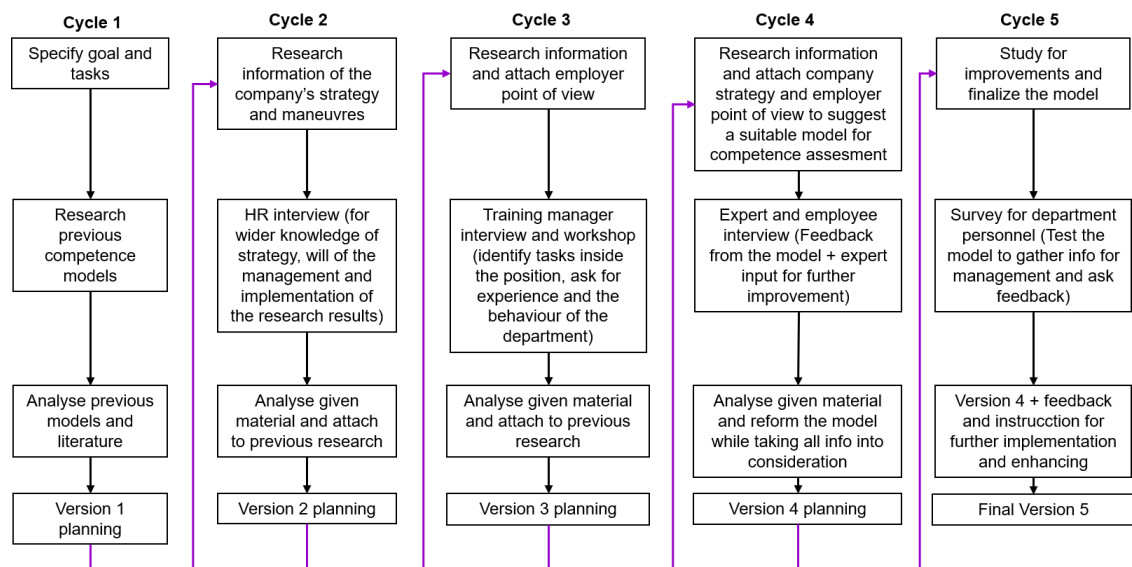 Cycle 1
Specify goal and
tasks
Research
previous
competence
models
Analyse previous
models and
literature
Version 1
planning
Cycle 2
Research
information of the
company's strategy
and maneuvres
HR interview (for
wider knowledge of
strategy, will of the
management and
implementation of
the research results)
Analyse given
material and attach
to previous research
Version 2 planning
Cycle 3
Research information
and attach employer
point of view
Training manager
interview and workshop
(identify tasks inside
the position, ask for
experience and the
behaviour of the
department)
Analyse given material
and attach to previous
research
Version 3 planning
Cycle 4
Research information
and attach company
strategy and employer
point of view to suggest
a suitable model for
competence assesment
Expert and employee
interview (Feedback
from the model + expert
input for further
improvement)
Analyse given material
and reform the model
while taking all info into
consideration
Version 4 planning
Cycle 5
Study for
improvements and
finalize the model
Survey for department
personnel (Test the
model to gather info for
management and ask
feedback)
Version 4 + feedback
and instrucction for
further implementation
and enhancing
Final Version 5